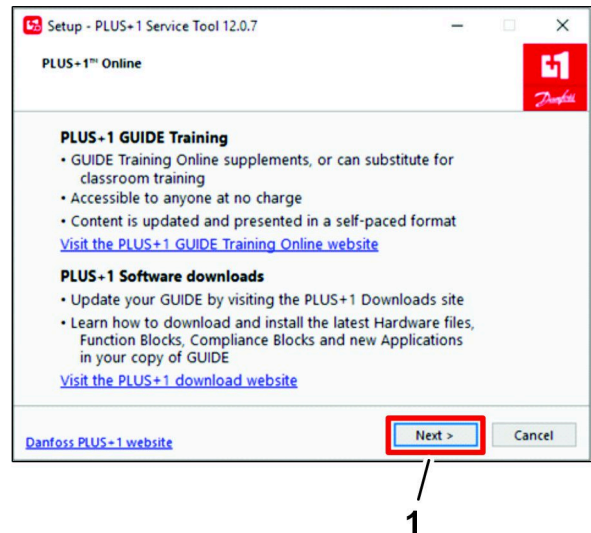 Setup - PLUS+1 Service Tool 12.0.7
PLUS+1™ Online
Danfoss
PLUS+1 GUIDE Training
• GUIDE Training Online supplements, or can substitute for
classroom training
• Accessible to anyone at no charge
• Content is updated and presented in a self-paced format
Visit the PLUS+1 GUIDE Training Online website
PLUS+1 Software downloads
• Update your GUIDE by visiting the PLUS+1 Downloads site
• Learn how to download and install the latest Hardware files,
Function Blocks, Compliance Blocks and new Applications
in your copy of GUIDE
Visit the PLUS+1 download website
Danfoss PLUS+1 website
Next >
Cancel
1